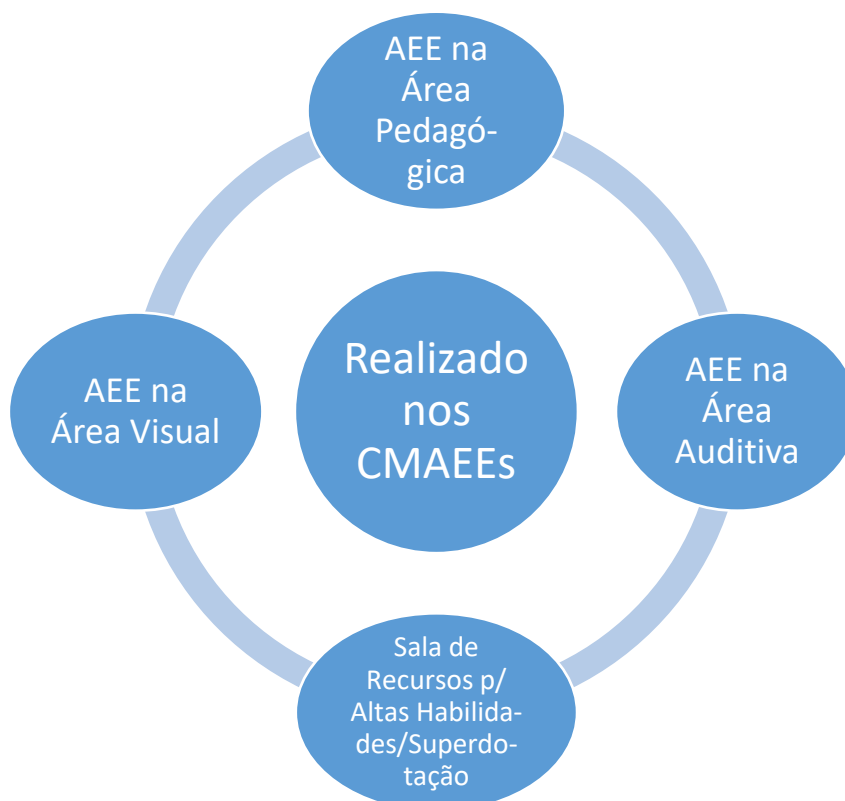 AEE na
Área
Pedagó-
gica
Realizado
nos
CMAEEs
AEE na
Área Visual
AEE na
Área
Auditiva
Sala de
Recursos p/
Altas Habilida-
des/Superdo-
tação